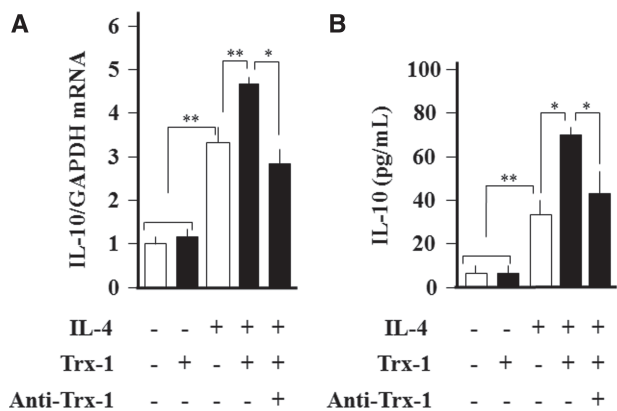 A
B
IL-10/GAPDH mRNA
6
5
4
3
2
1
0
**
**
*
IL-4 - - + + +
Trx-1 - + - + +
Anti-Trx-1 - - - - +
IL-10 (pg/mL)
100
80
60
40
20
0
**
*
*
IL-4 - - + + +
Trx-1 - + - + +
Anti-Trx-1 - - - - +